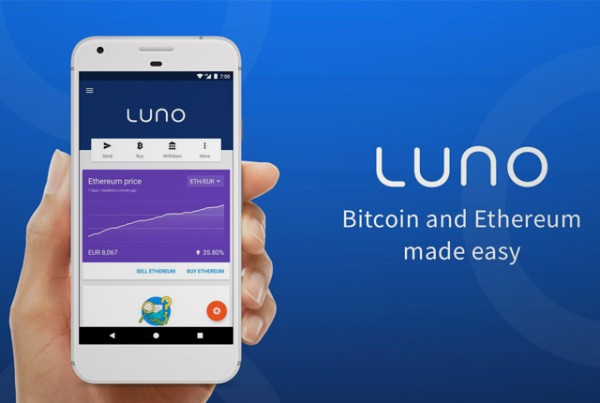 7:00
LUNO
Send Buy Withdraw More
Ethereum price
ETH/EUR
EUR 8,067
35.80%
SELL ETHEREUM BUY ETHEREUM
LUNO
Bitcoin and Ethereum
made easy